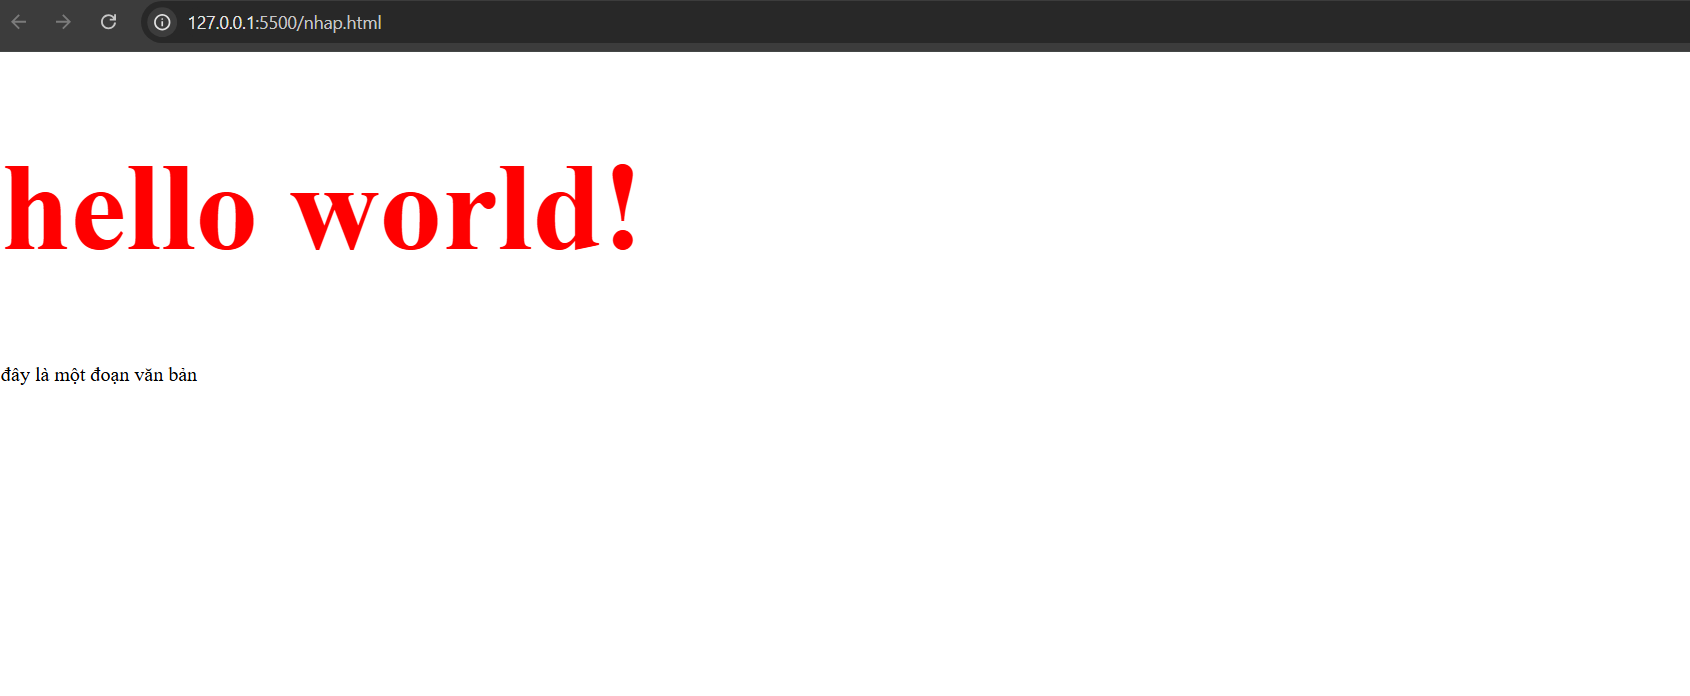 127.0.0.1:5500/nhap.html
hello world!
đây là một đoạn văn bản